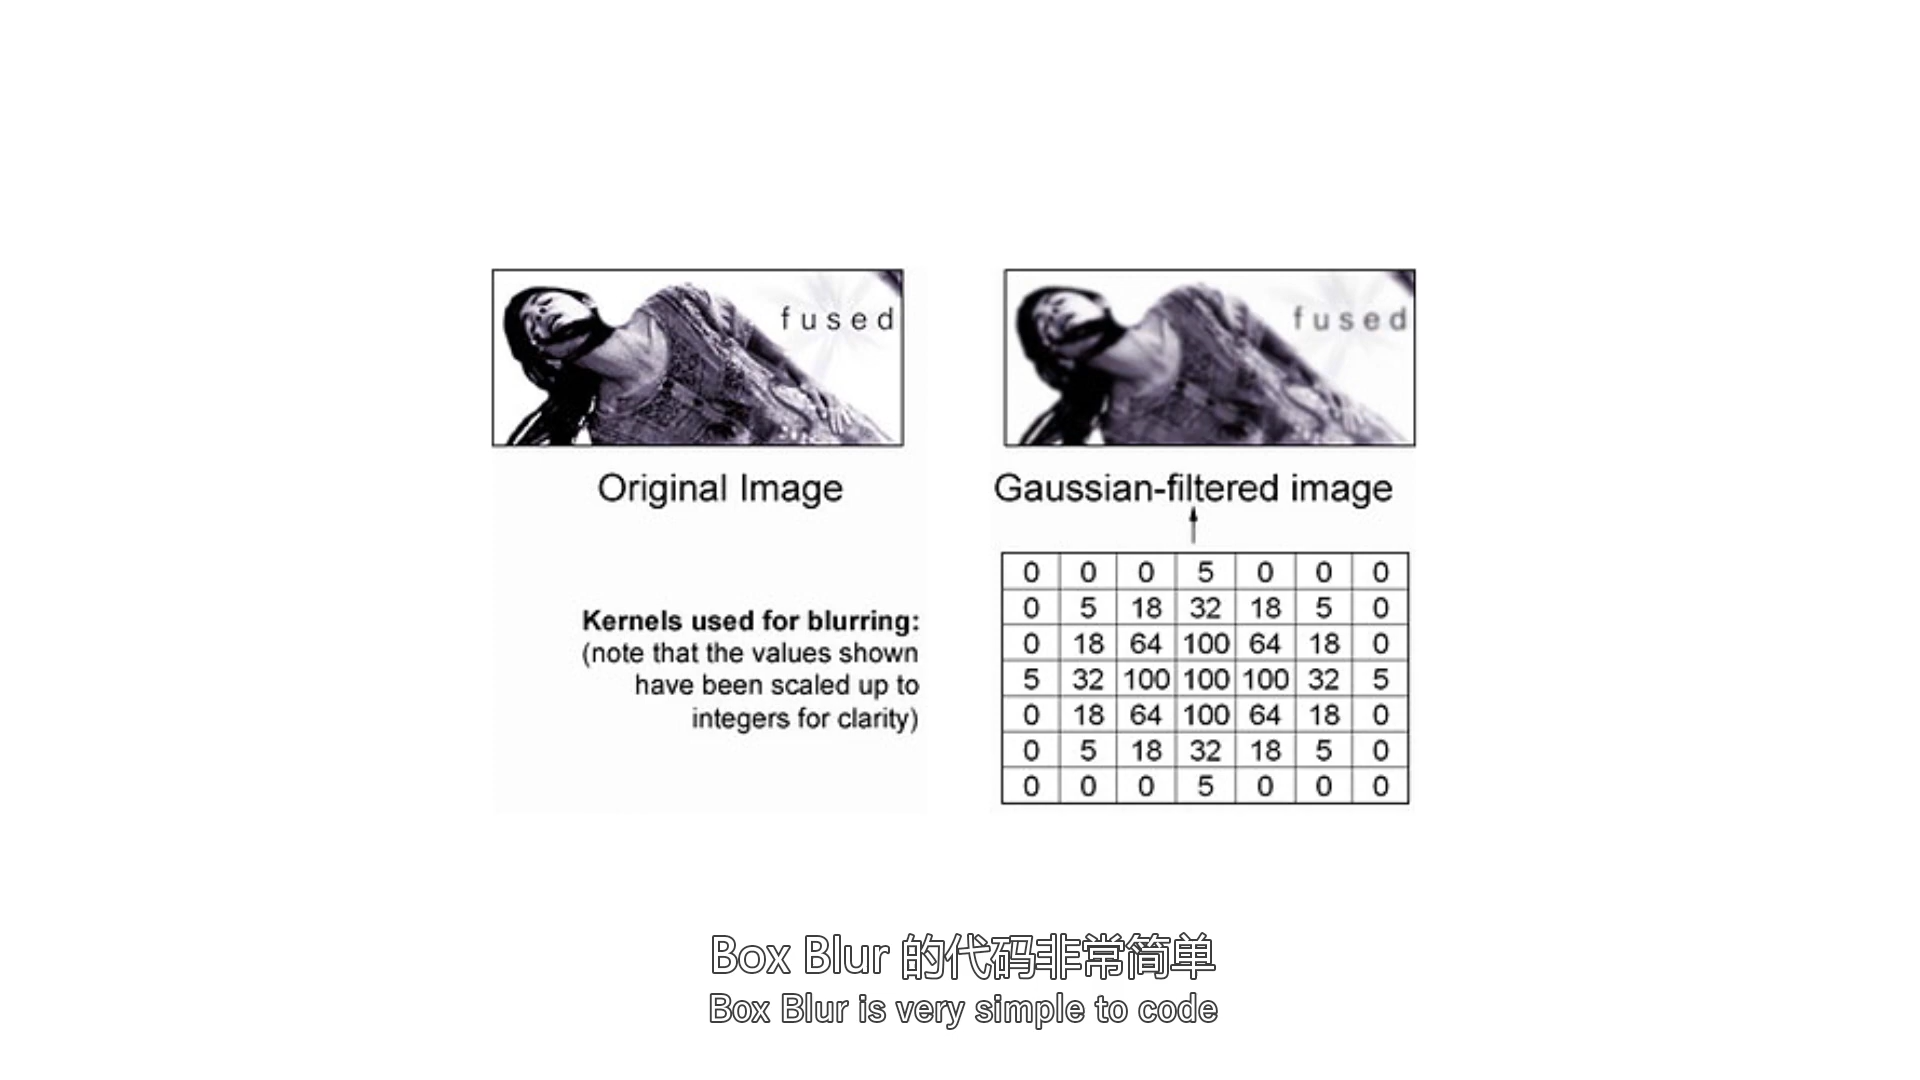 fused
fused
Original Image
Gaussian-filtered image
Kernels used for blurring:
(note that the values shown
have been scaled up to
integers for clarity)
0 0 0 5 0 0 0
0 5 18 32 18 5 0
0 18 64 100 64 18 0
5 32 100 100 100 32 5
0 18 64 100 64 18 0
0 5 18 32 18 5 0
0 0 0 5 0 0 0
Box Blur 的代码非常简单
Box Blur is very simple to code